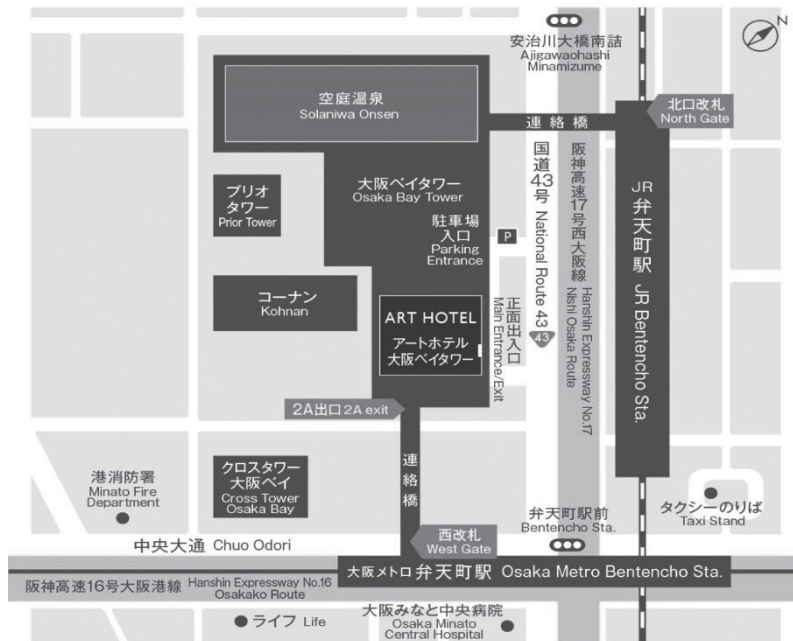 N
安治川大橋南詰
Ajigawaohashi
Minamizume
空庭温泉
Solaniwa Onsen
連絡橋
北口改札
North Gate
大阪ベイタワー
Osaka Bay Tower
プリオ
タワー
Prior Tower
駐車場
入口
Parking
Entrance
P
国道43号 National Route 43
43
阪神高速17号西大阪線
Hanshin Expressway No.17
Nishi Osaka Route
JR
弁天町駅 JR Bentencho Sta.
コーナン
Kohnan
ART HOTEL
アートホテル
大阪ベイタワー
正面出入口
Main Entrance/Exit
2A出口 2A exit
連絡橋
クロスタワー
大阪ベイ
Cross Tower
Osaka Bay
港消防署
Minato Fire
Department
弁天町駅前
Bentencho Sta.
タクシーのりば
Taxi Stand
西改札
West Gate
中央大通 Chuo Odori
大阪メトロ 弁天町駅 Osaka Metro Bentencho Sta.
阪神高速16号大阪港線 Hanshin Expressway No.16
Osakako Route
ライフ Life
大阪みなと中央病院
Osaka Minato
Central Hospital